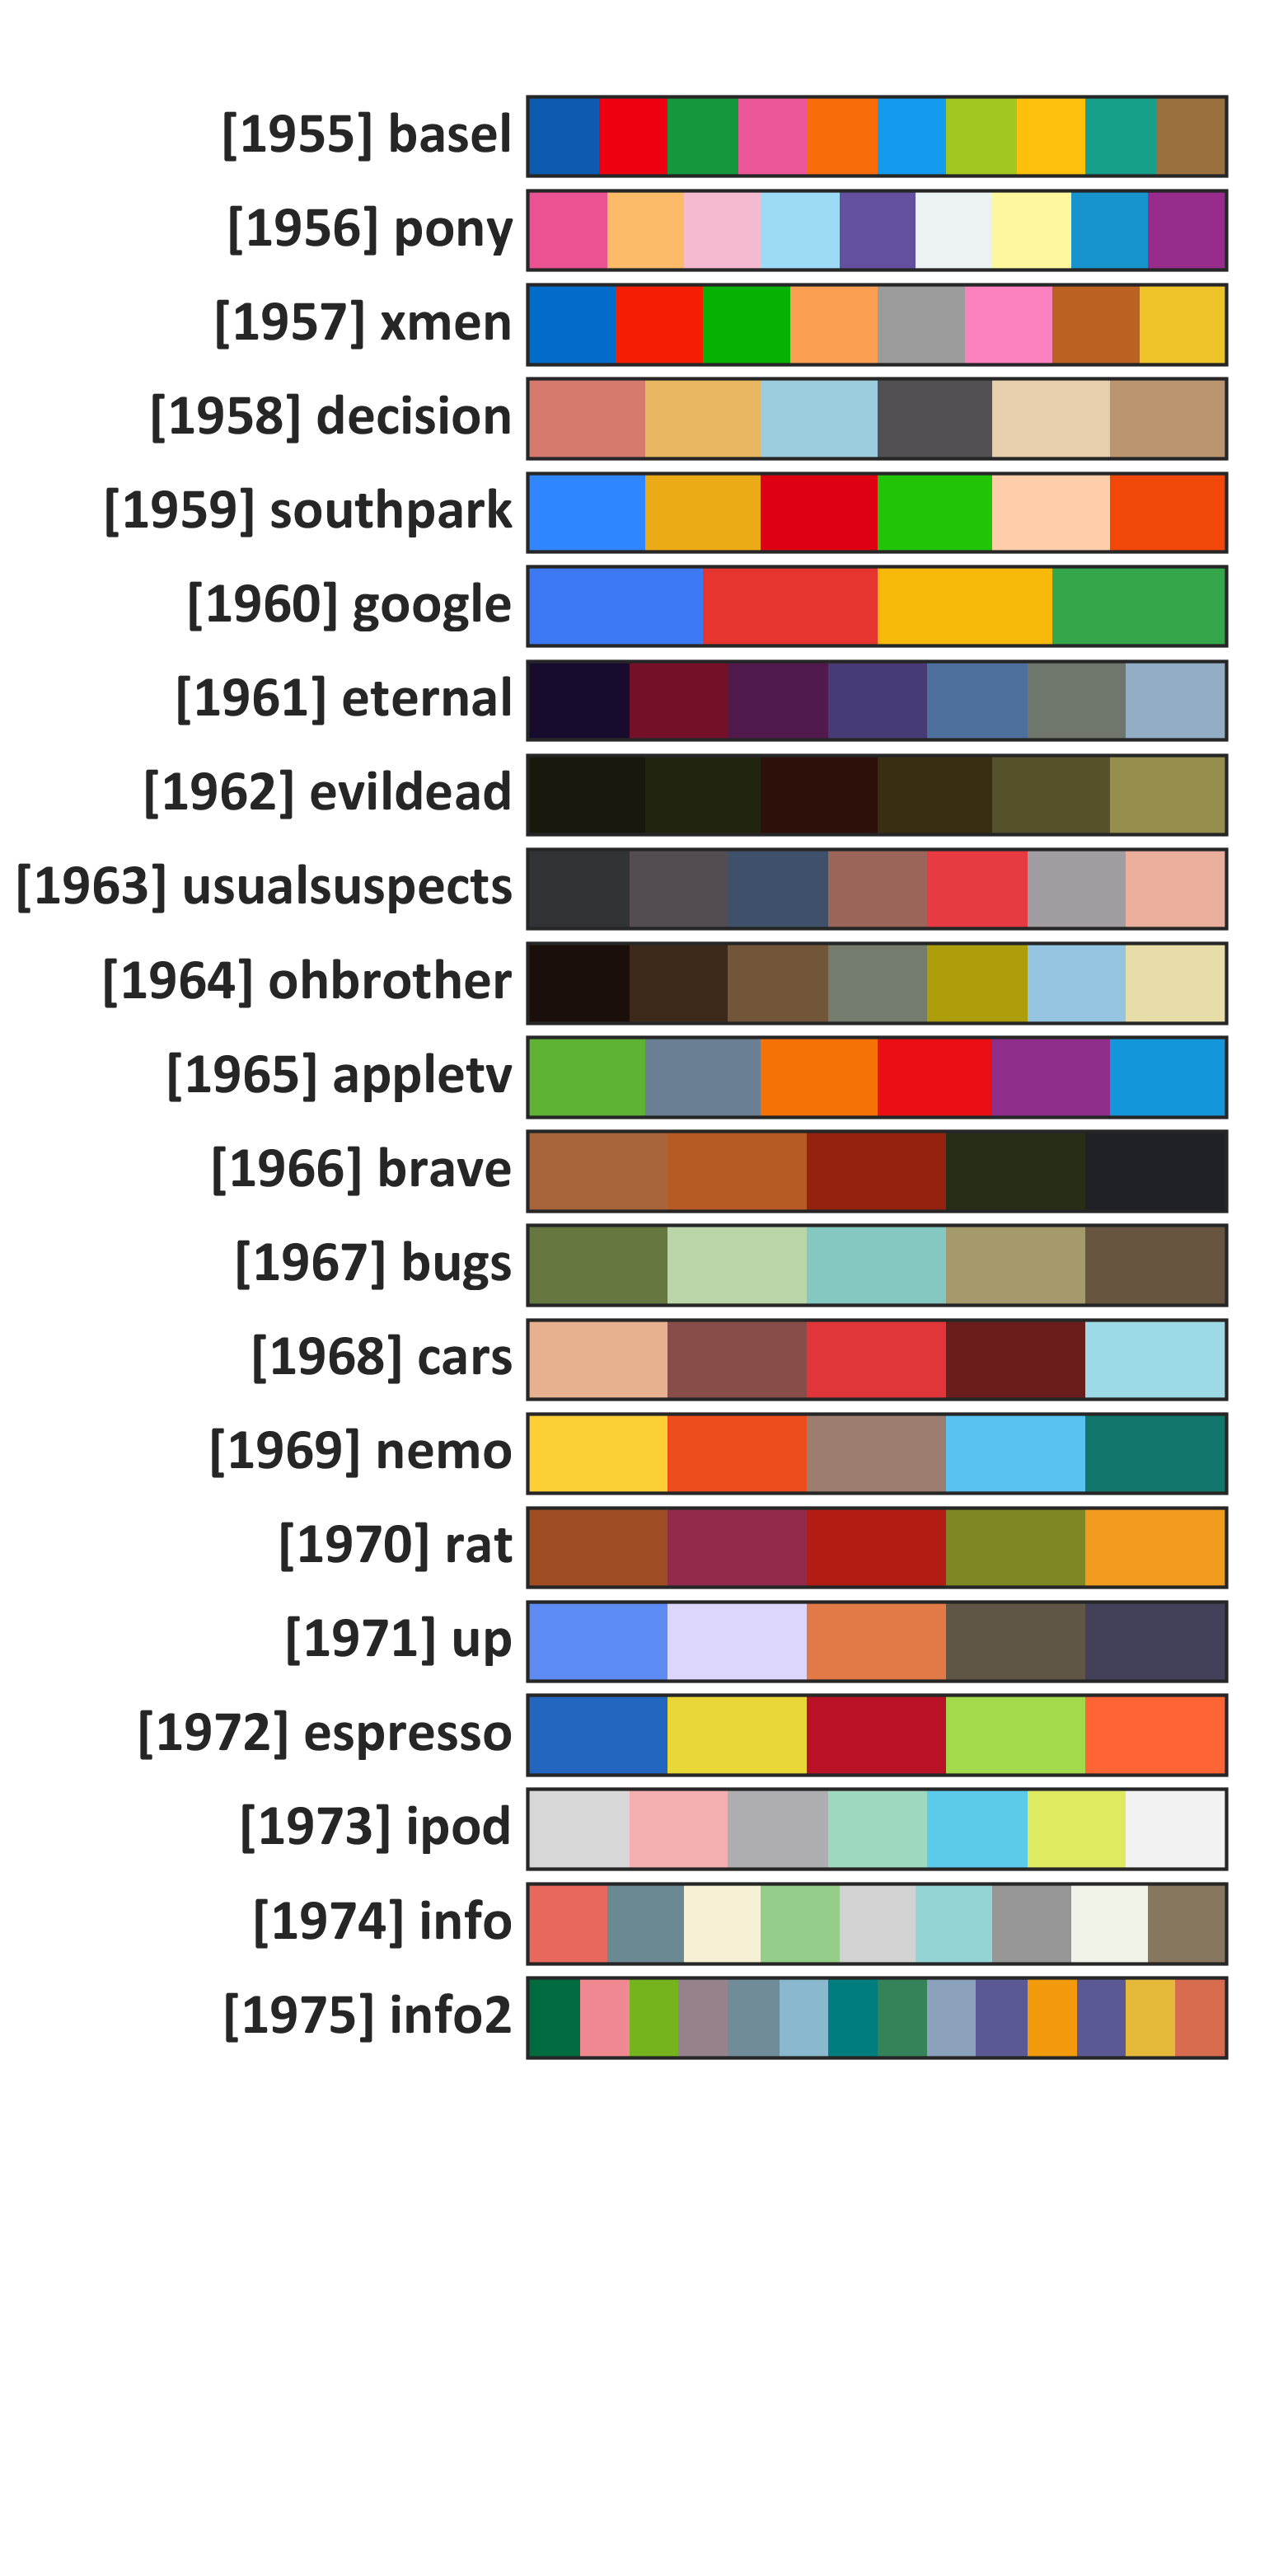 [1955] basel
[1956] pony
[1957] xmen
[1958] decision
[1959] southpark
[1960] google
[1961] eternal
[1962] evildead
[1963] usualsuspects
[1964] ohbrother
[1965] appletv
[1966] brave
[1967] bugs
[1968] cars
[1969] nemo
[1970] rat
[1971] up
[1972] espresso
[1973] ipod
[1974] info
[1975] info2